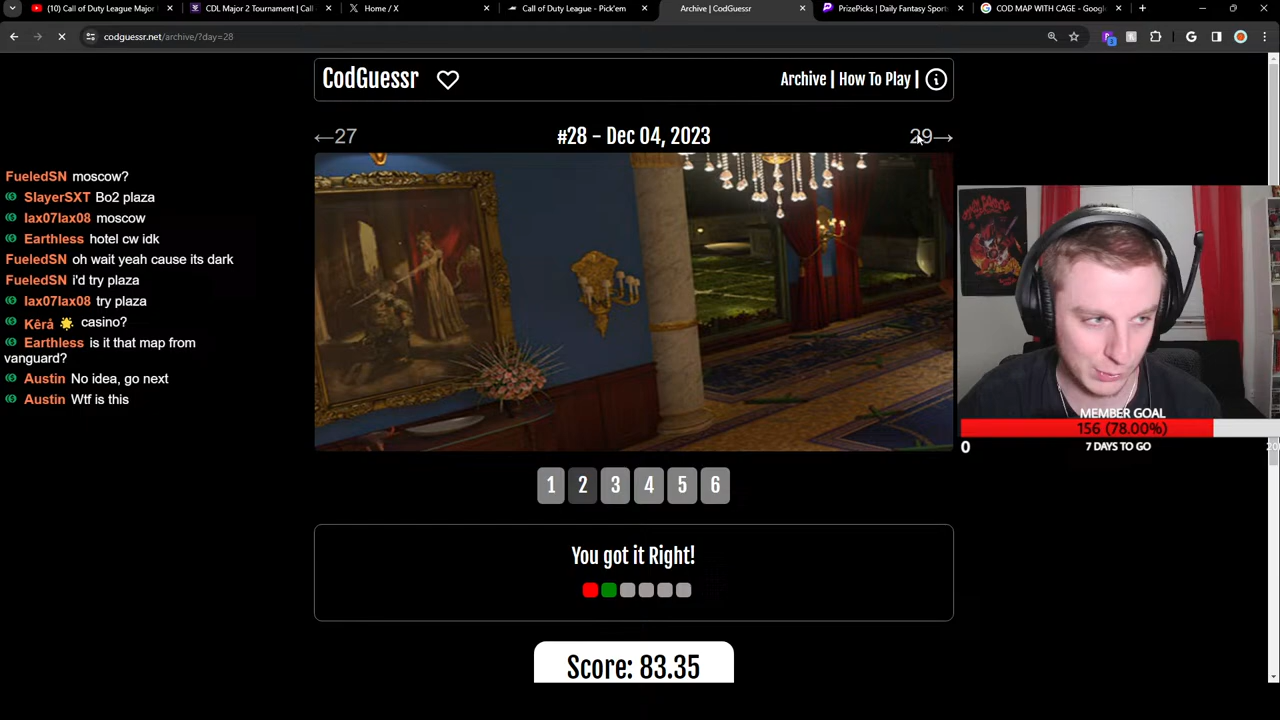 (10) Call of Duty League Major
CDL Major 2 Tournament | Call
Home / X
Call of Duty League - Pick'em
Archive | CodGuessr
PrizePicks | Daily Fantasy Sports
COD MAP WITH CAGE - Google
codguessr.net/archive/?day=28
CodGuessr
Archive | How To Play |
←27
#28 - Dec 04, 2023
29→
FueledSN moscow?
SlayerSXT Bo2 plaza
lax07lax08 moscow
Earthless hotel cw idk
FueledSN oh wait yeah cause its dark
FueledSN i'd try plaza
lax07lax08 try plaza
Kêrå 🌟 casino?
Earthless is it that map from
vanguard?
Austin No idea, go next
Austin Wtf is this
MEMBER GOAL
156 (78.00%)
0
7 DAYS TO GO
1 2 3 4 5 6
You got it Right!
Score: 83.35